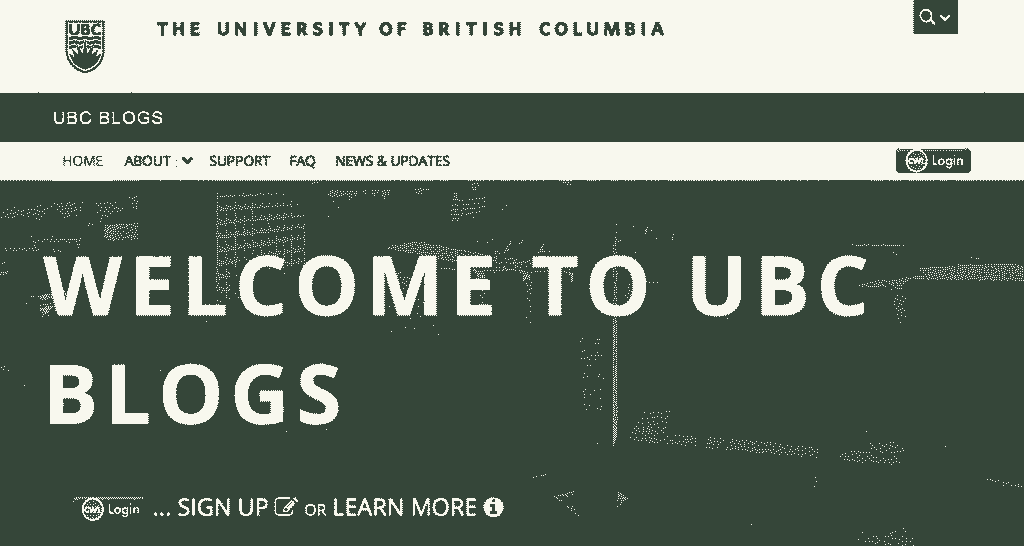 UBC
THE UNIVERSITY OF BRITISH COLUMBIA
UBC BLOGS
HOME ABOUT SUPPORT FAQ NEWS & UPDATES CWL Login
WELCOME TO UBC
BLOGS
CWL Login ... SIGN UP OR LEARN MORE